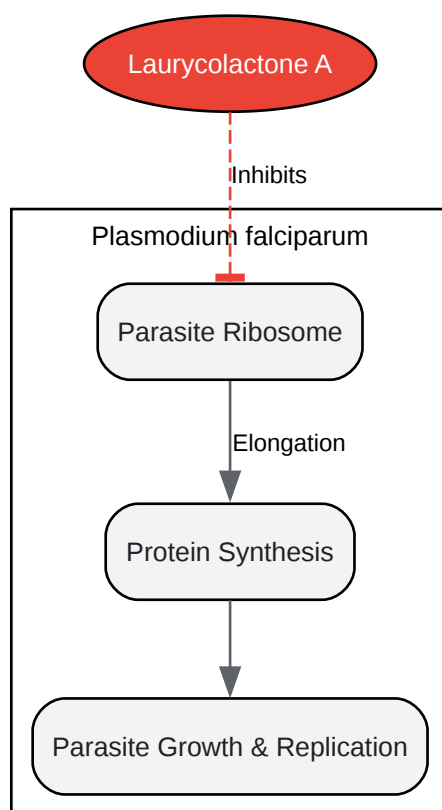 Laurycolactone A
Inhibits
Plasmodium falciparum
Parasite Ribosome
Elongation
Protein Synthesis
Parasite Growth & Replication